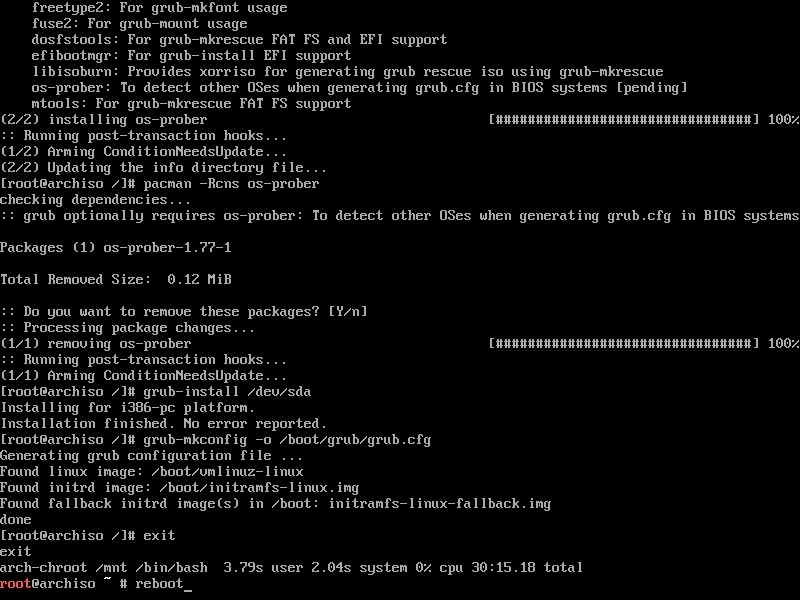 freetype2: For grub-mkfont usage
fuse2: For grub-mount usage
dosfstools: For grub-mkrescue FAT FS and EFI support
efibootmgr: For grub-install EFI support
libisoburn: Provides xorriso for generating grub rescue iso using grub-mkrescue
os-prober: To detect other OSes when generating grub.cfg in BIOS systems [pending]
mtools: For grub-mkrescue FAT FS support
(2/2) installing os-prober [################################] 100%
:: Running post-transaction hooks...
(1/2) Arming ConditionNeedsUpdate...
(2/2) Updating the info directory file...
[root@archiso /]# pacman -Rcns os-prober
checking dependencies...
:: grub optionally requires os-prober: To detect other OSes when generating grub.cfg in BIOS systems

Packages (1) os-prober-1.77-1

Total Removed Size:  0.12 MiB

:: Do you want to remove these packages? [Y/n]
:: Processing package changes...
(1/1) removing os-prober [################################] 100%
:: Running post-transaction hooks...
(1/1) Arming ConditionNeedsUpdate...
[root@archiso /]# grub-install /dev/sda
Installing for i386-pc platform.
Installation finished. No error reported.
[root@archiso /]# grub-mkconfig -o /boot/grub/grub.cfg
Generating grub configuration file ...
Found linux image: /boot/vmlinuz-linux
Found initrd image: /boot/initramfs-linux.img
Found fallback initrd image(s) in /boot: initramfs-linux-fallback.img
done
[root@archiso /]# exit
exit
arch-chroot /mnt /bin/bash  3.79s user 2.04s system 0% cpu 30:15.18 total
root@archiso ~ # reboot_